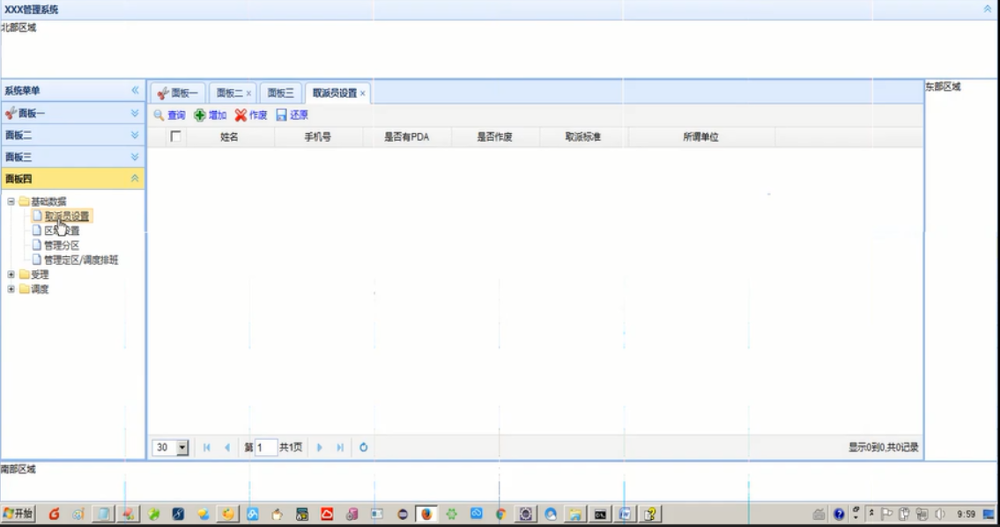 XXX管理系统
北部区域
系统菜单
面板一 面板二 × 面板三 取派员设置 ×
东部区域
面板一
查询 增加 作废 还原
面板二
姓名 手机号 是否有PDA 是否作废 取派标准 所谓单位
面板三
面板四
基础数据
取派员设置
区域设置
管理分区
管理定区/调度排班
受理
调度
30 第 1 共1页 显示0到0,共0记录
南部区域
开始 9:59